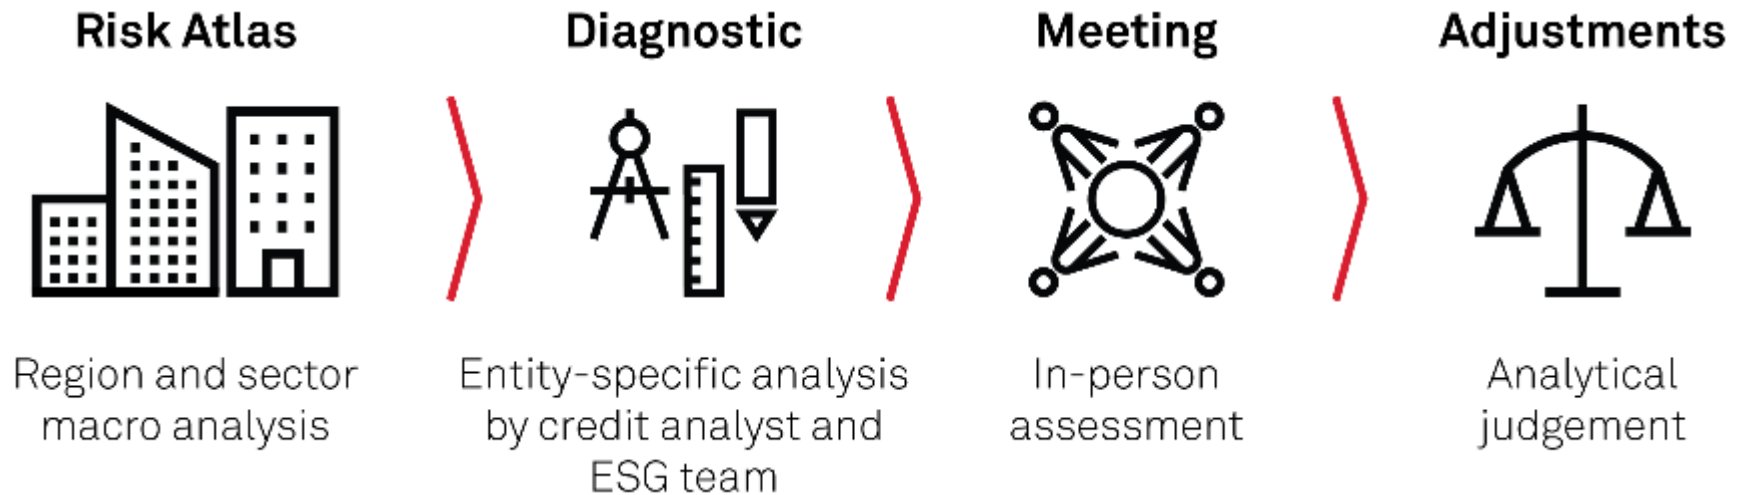 Risk Atlas
Region and sector
macro analysis
Diagnostic
Entity-specific analysis
by credit analyst and
ESG team
Meeting
In-person
assessment
Adjustments
Analytical
judgement